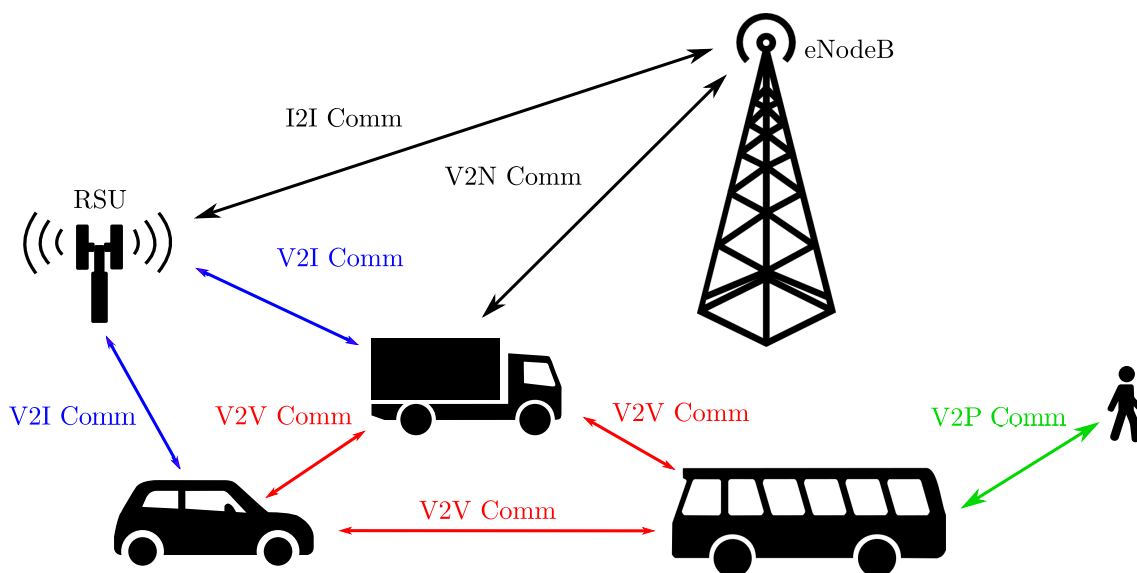 eNodeB
I2I Comm
V2N Comm
RSU
V2I Comm
V2I Comm
V2V Comm
V2V Comm
V2P Comm
V2V Comm